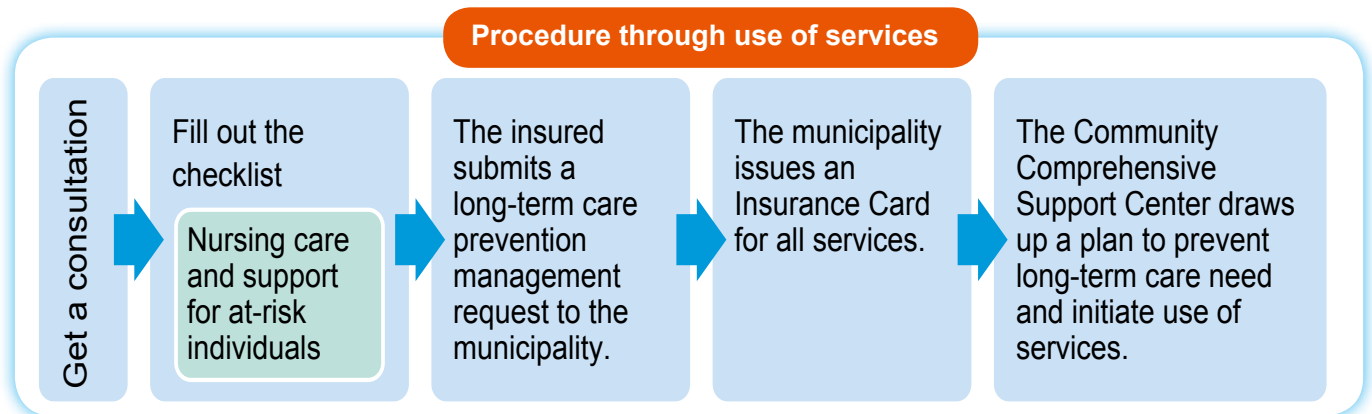 Procedure through use of services
Get a consultation
Fill out the
checklist
Nursing care
and support
for at-risk
individuals
The insured
submits a
long-term care
prevention
management
request to the
municipality.
The municipality
issues an
Insurance Card
for all services.
The Community
Comprehensive
Support Center draws
up a plan to prevent
long-term care need
and initiate use of
services.